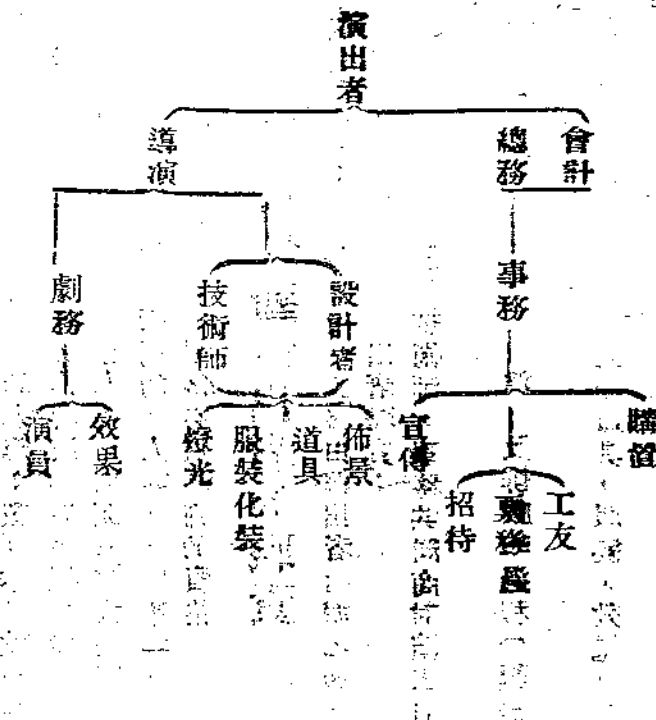 演出者
會計
總務
導演
事務
設計者
技術師
劇務
購置
宣傳
佈景
道具
服裝化裝
燈光
效果
演員
工友
招待